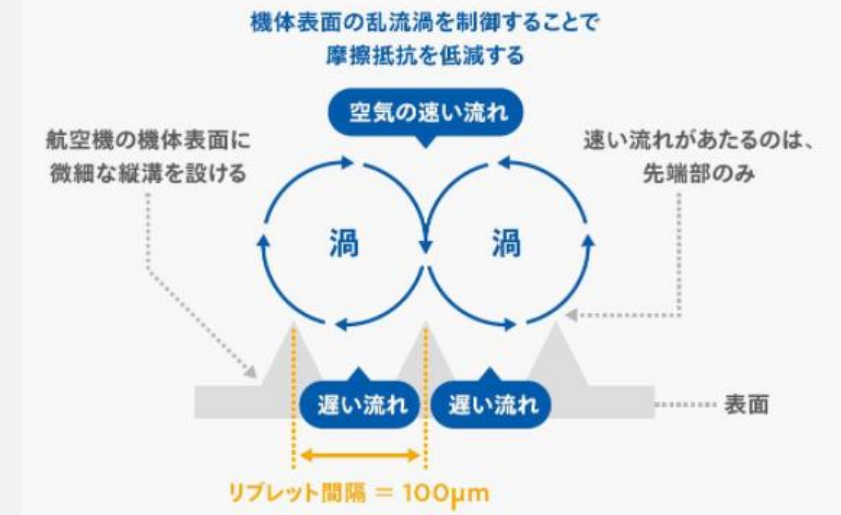 機体表面の乱流渦を制御することで
摩擦抵抗を低減する
空気の速い流れ
航空機の機体表面に
微細な縦溝を設ける
速い流れがあたるのは、
先端部のみ
渦
渦
遅い流れ
遅い流れ
表面
リブレット間隔 = 100μm